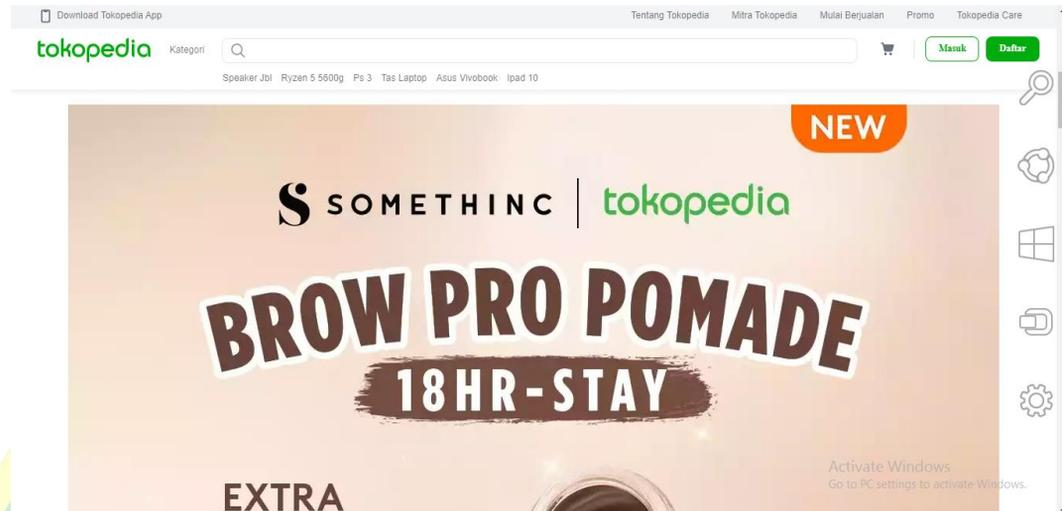 Download Tokopedia App Tentang Tokopedia Mitra Tokopedia Mulai Berjualan Promo Tokopedia Care
tokopedia Kategori Masuk Daftar
Speaker Jbl Ryzen 5 5600g Ps 3 Tas Laptop Asus Vivobook Ipad 10
NEW
SOMETHINC tokopedia
BROW PRO POMADE
18HR-STAY
EXTRA
Activate Windows
Go to PC settings to activate Windows.